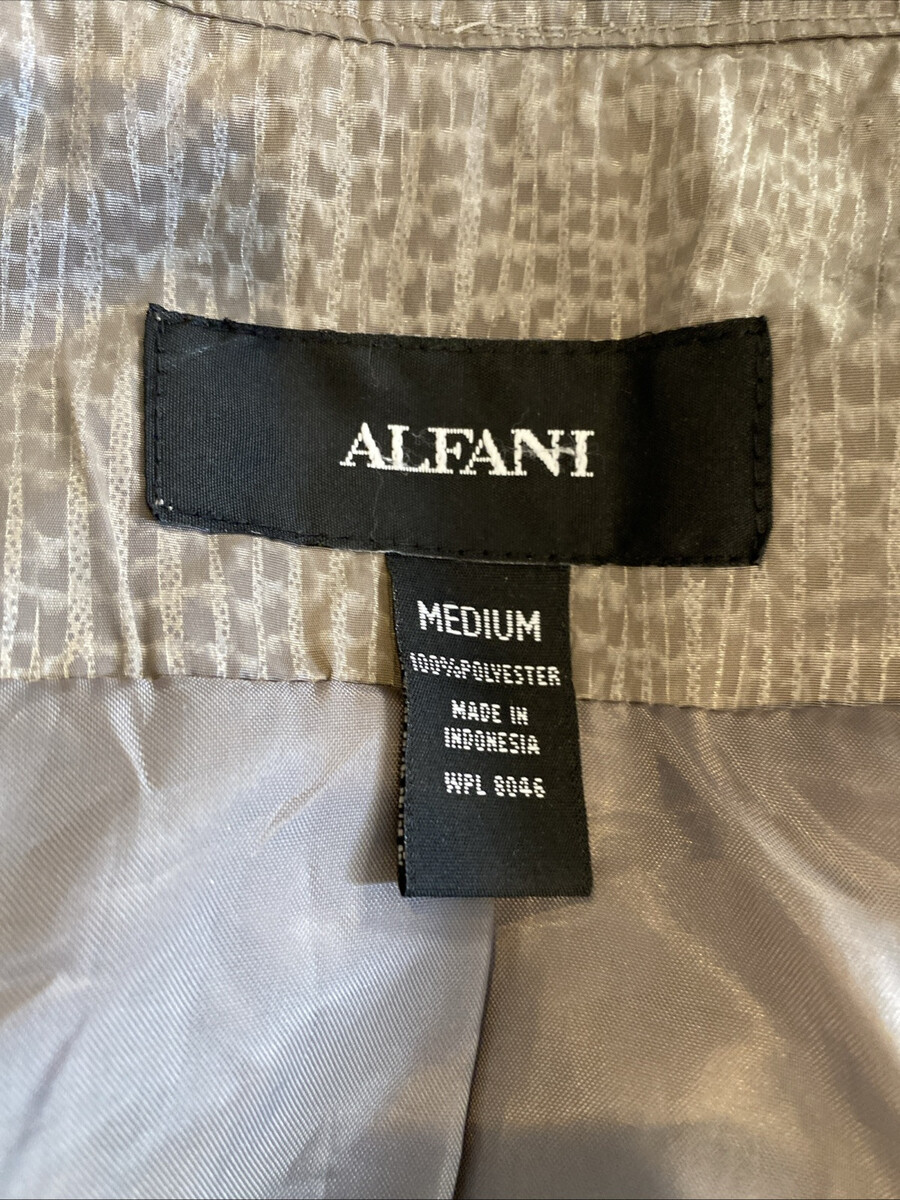 ALFANI
MEDIUM
100%POLYESTER
MADE IN
INDONESIA
WPL 8046